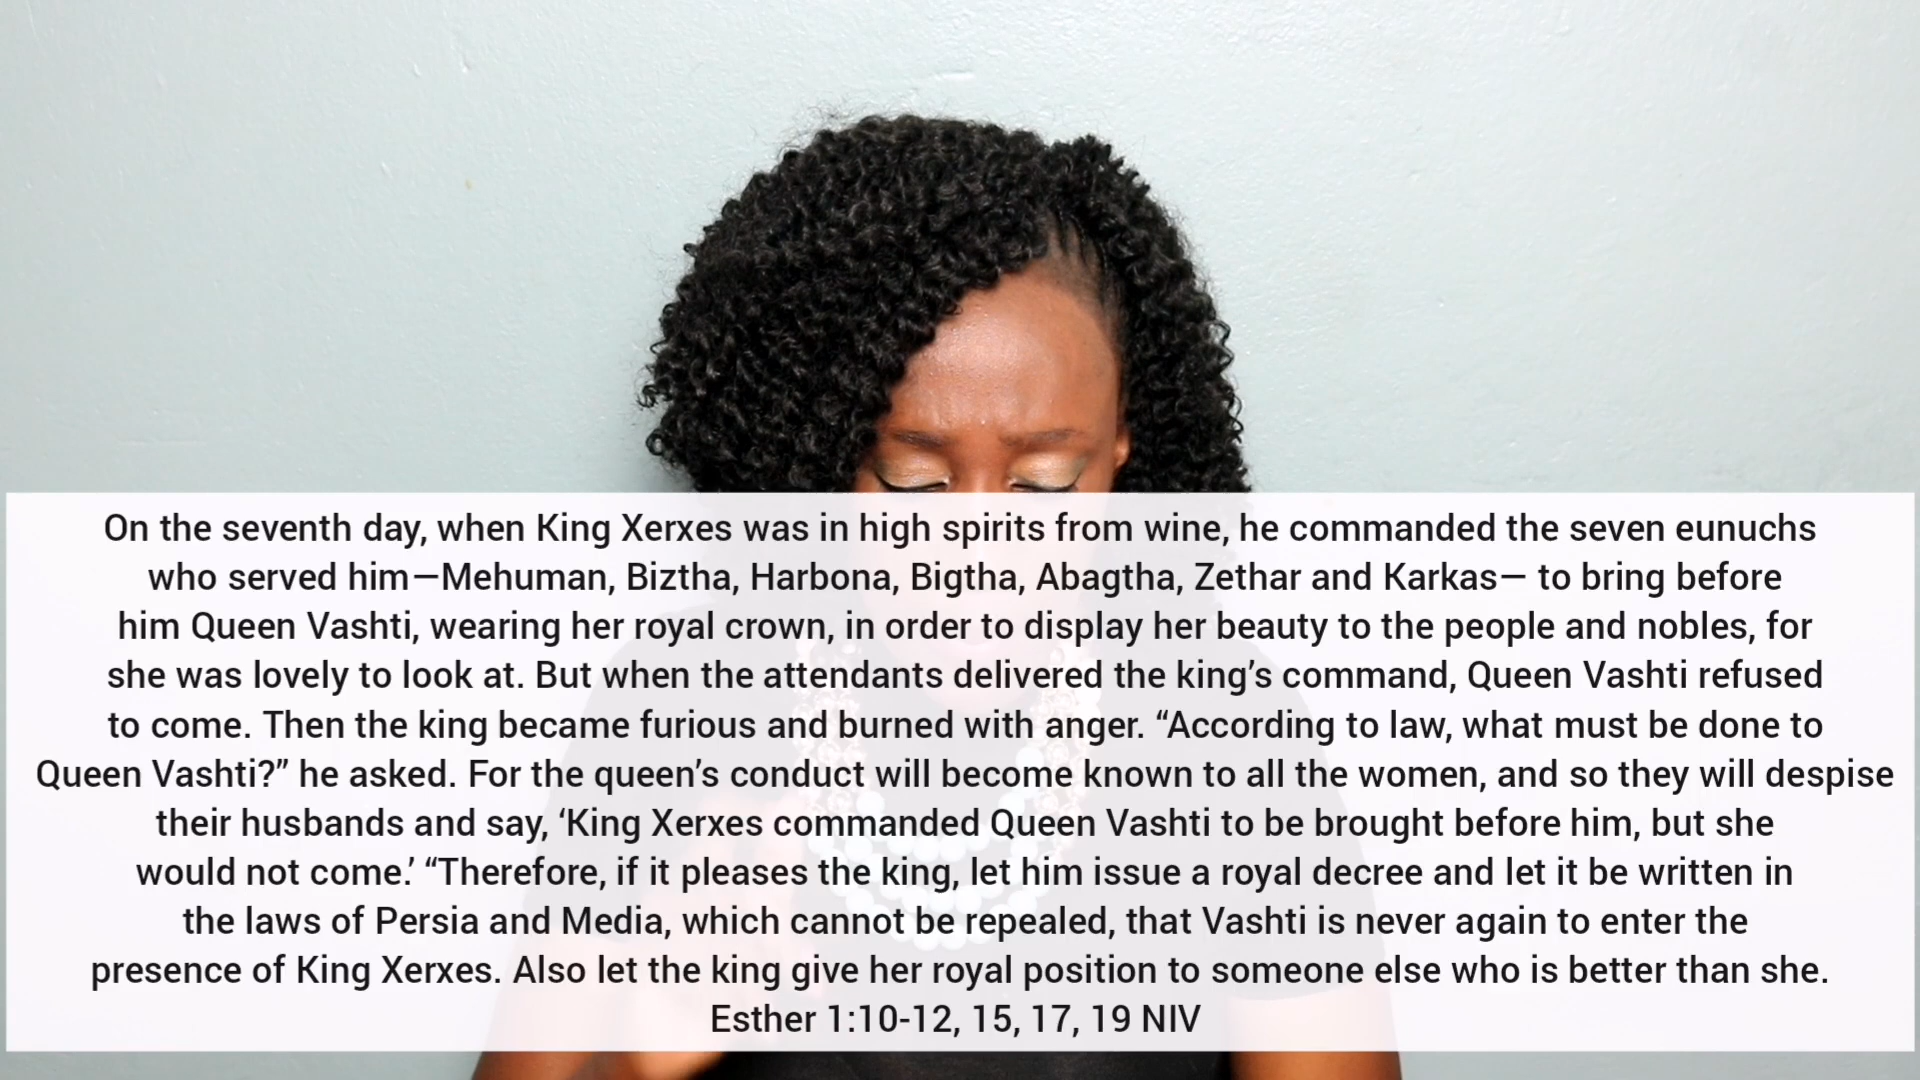 On the seventh day, when King Xerxes was in high spirits from wine, he commanded the seven eunuchs
who served him—Mehuman, Biztha, Harbona, Bigtha, Abagtha, Zethar and Karkas— to bring before
him Queen Vashti, wearing her royal crown, in order to display her beauty to the people and nobles, for
she was lovely to look at. But when the attendants delivered the king’s command, Queen Vashti refused
to come. Then the king became furious and burned with anger. “According to law, what must be done to
Queen Vashti?” he asked. For the queen’s conduct will become known to all the women, and so they will despise
their husbands and say, ‘King Xerxes commanded Queen Vashti to be brought before him, but she
would not come.’ “Therefore, if it pleases the king, let him issue a royal decree and let it be written in
the laws of Persia and Media, which cannot be repealed, that Vashti is never again to enter the
presence of King Xerxes. Also let the king give her royal position to someone else who is better than she.
Esther 1:10-12, 15, 17, 19 NIV